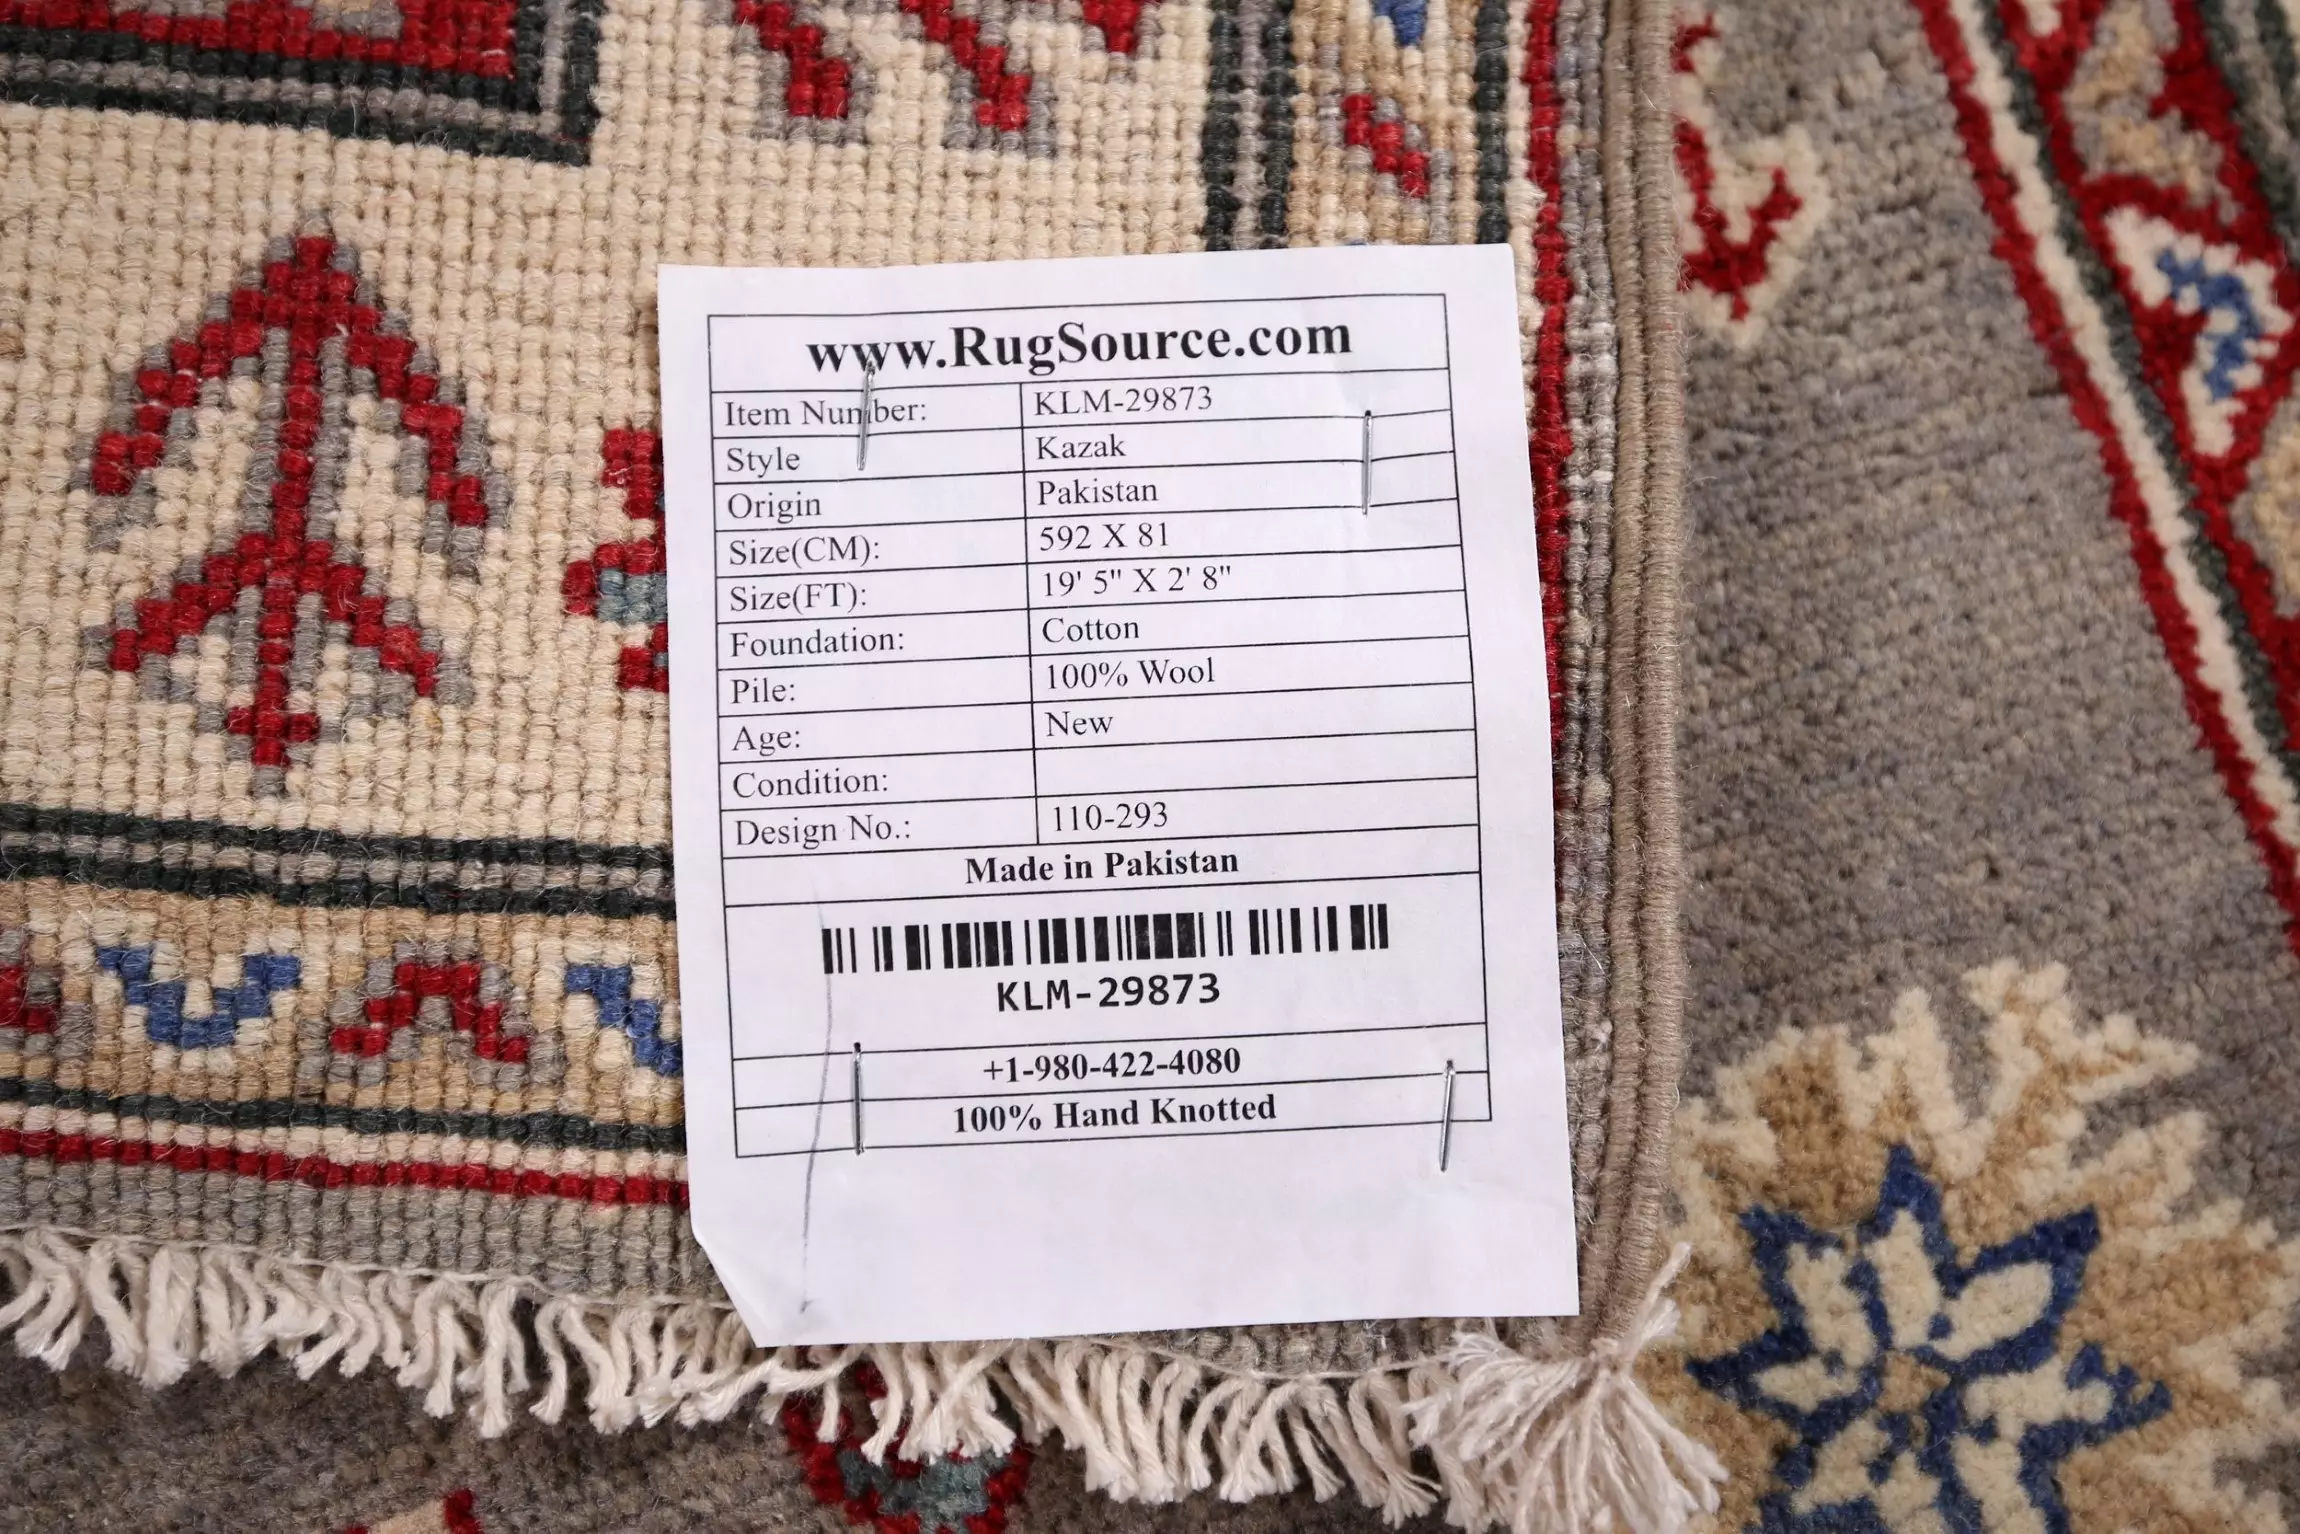 www.RugSource.com
Item Number: KLM-29873
Style Kazak
Origin Pakistan
Size(CM): 592 X 81
Size(FT): 19' 5" X 2' 8"
Foundation: Cotton
Pile: 100% Wool
Age: New
Condition:
Design No.: 110-293
Made in Pakistan
KLM-29873
+1-980-422-4080
100% Hand Knotted